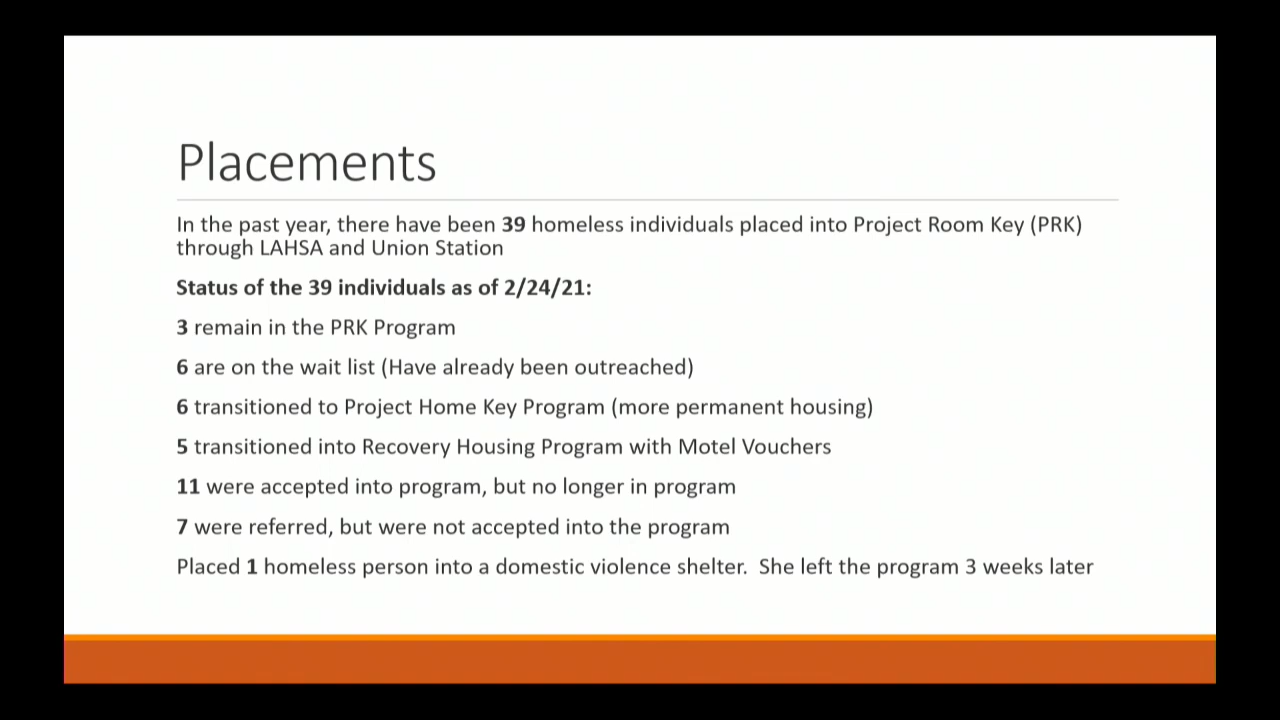 Placements
In the past year, there have been 39 homeless individuals placed into Project Room Key (PRK)
through LAHSA and Union Station
Status of the 39 individuals as of 2/24/21:
3 remain in the PRK Program
6 are on the wait list (Have already been outreached)
6 transitioned to Project Home Key Program (more permanent housing)
5 transitioned into Recovery Housing Program with Motel Vouchers
11 were accepted into program, but no longer in program
7 were referred, but were not accepted into the program
Placed 1 homeless person into a domestic violence shelter.  She left the program 3 weeks later